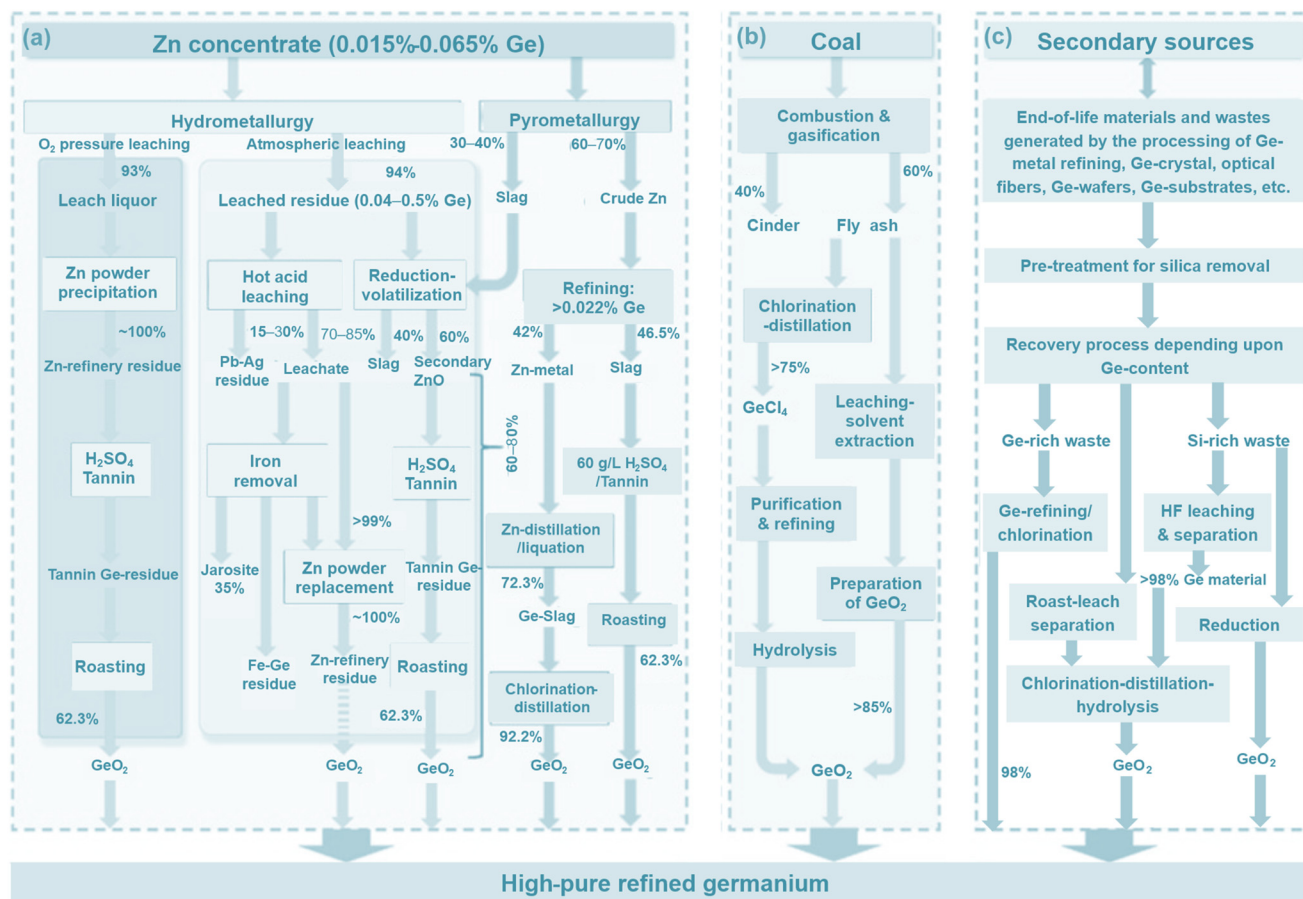 (a)
Zn concentrate (0.015%-0.065% Ge)
Hydrometallurgy
Pyrometallurgy
O₂ pressure leaching
Atmospheric leaching
30–40%
60–70%
93%
94%
Leach liquor
Leached residue (0.04–0.5% Ge)
Slag
Crude Zn
Zn powder
precipitation
Hot acid
leaching
Reduction-
volatilization
Refining:
>0.022% Ge
~100%
15–30%
70–85%
40%
60%
42%
46.5%
Zn-refinery residue
Pb-Ag
residue
Leachate
Slag
Secondary
ZnO
Zn-metal
Slag
60–80%
H₂SO₄
Tannin
Iron
removal
H₂SO₄
Tannin
60 g/L H₂SO₄
/Tannin
>99%
Zn-distillation
/liquation
Tannin Ge-residue
Jarosite
35%
Zn powder
replacement
Tannin Ge-
residue
72.3%
~100%
Ge-Slag
Roasting
Roasting
Fe-Ge
residue
Zn-refinery
residue
Roasting
62.3%
Chlorination-
distillation
62.3%
62.3%
92.2%
GeO₂
GeO₂
GeO₂
GeO₂
GeO₂
(b)
Coal
Combustion &
gasification
40%
60%
Cinder
Fly ash
Chlorination
-distillation
>75%
GeCl₄
Leaching-
solvent
extraction
Purification
& refining
Preparation
of GeO₂
Hydrolysis
>85%
GeO₂
(c)
Secondary sources
End-of-life materials and wastes
generated by the processing of Ge-
metal refining, Ge-crystal, optical
fibers, Ge-wafers, Ge-substrates, etc.
Pre-treatment for silica removal
Recovery process depending upon
Ge-content
Ge-rich waste
Si-rich waste
Ge-refining/
chlorination
HF leaching
& separation
>98% Ge material
Roast-leach
separation
Reduction
Chlorination-distillation-
hydrolysis
98%
GeO₂
GeO₂
High-pure refined germanium